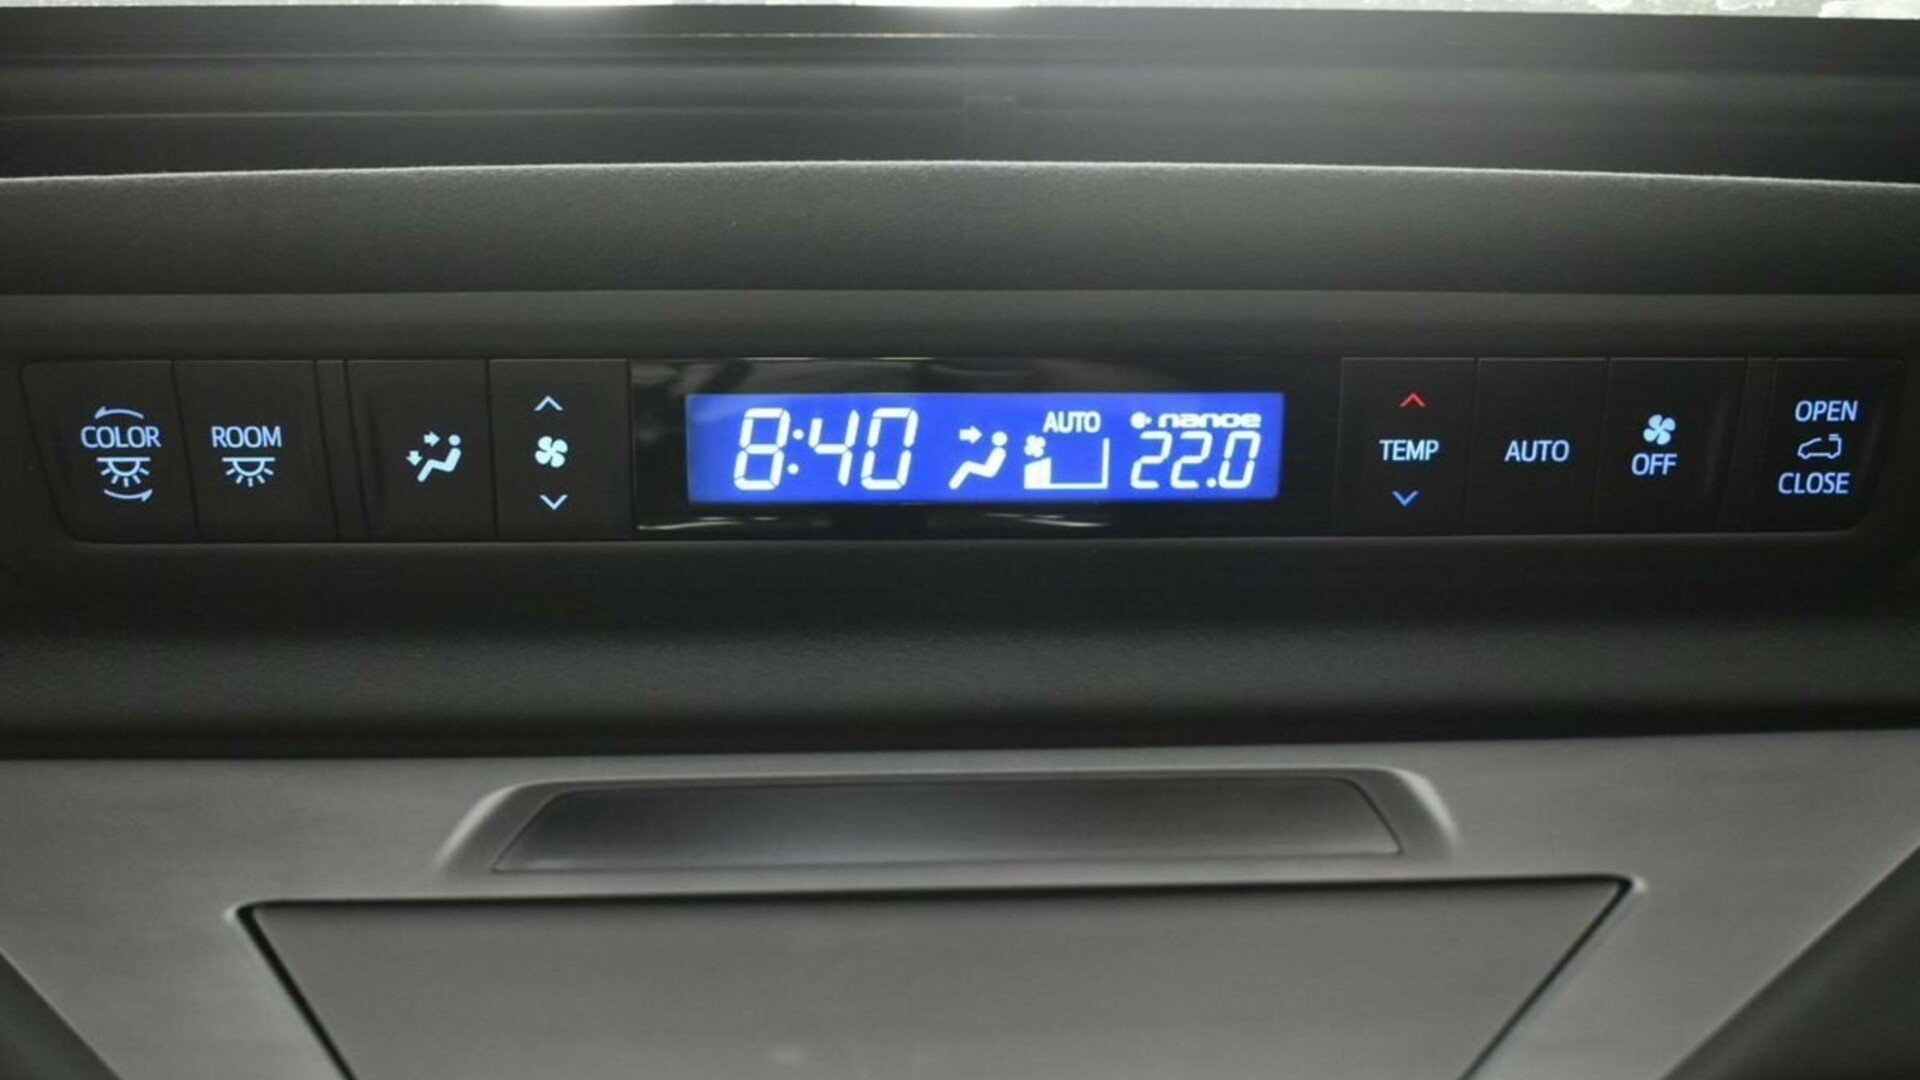 COLOR
ROOM
8:40
AUTO
nanoe
22.0
TEMP
AUTO
OFF
OPEN
CLOSE